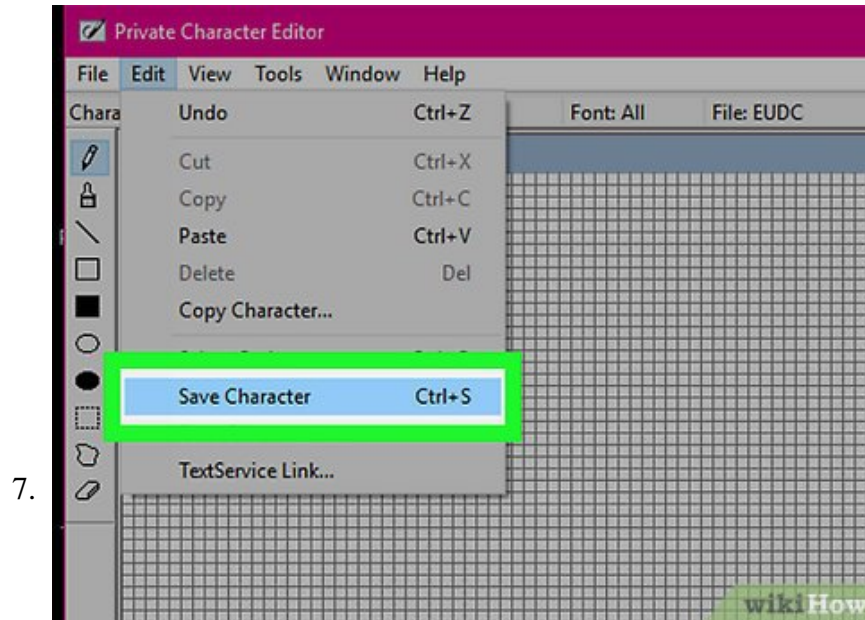 Private Character Editor
File Edit View Tools Window Help
Chara Font: All File: EUDC
Undo Ctrl+Z
Cut Ctrl+X
Copy Ctrl+C
Paste Ctrl+V
Delete Del
Copy Character...
Save Character Ctrl+S
TextService Link...
7.
wikiHow